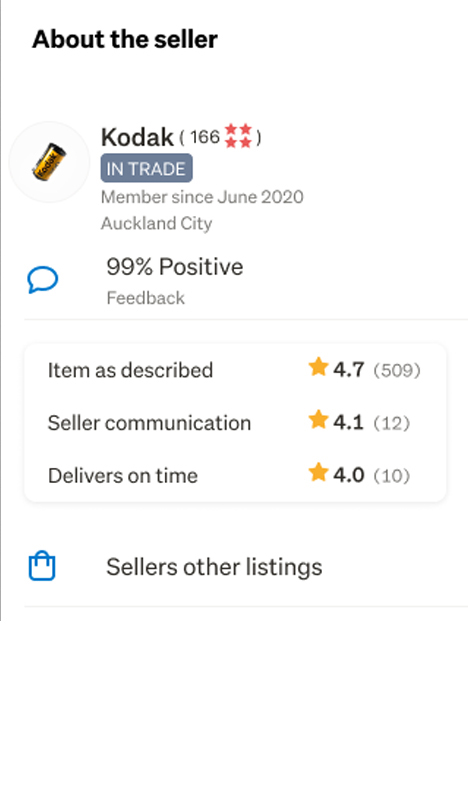 About the seller
Kodak
Kodak ( 166 )
IN TRADE
Member since June 2020
Auckland City
99% Positive
Feedback
Item as described 4.7 (509)
Seller communication 4.1 (12)
Delivers on time 4.0 (10)
Sellers other listings